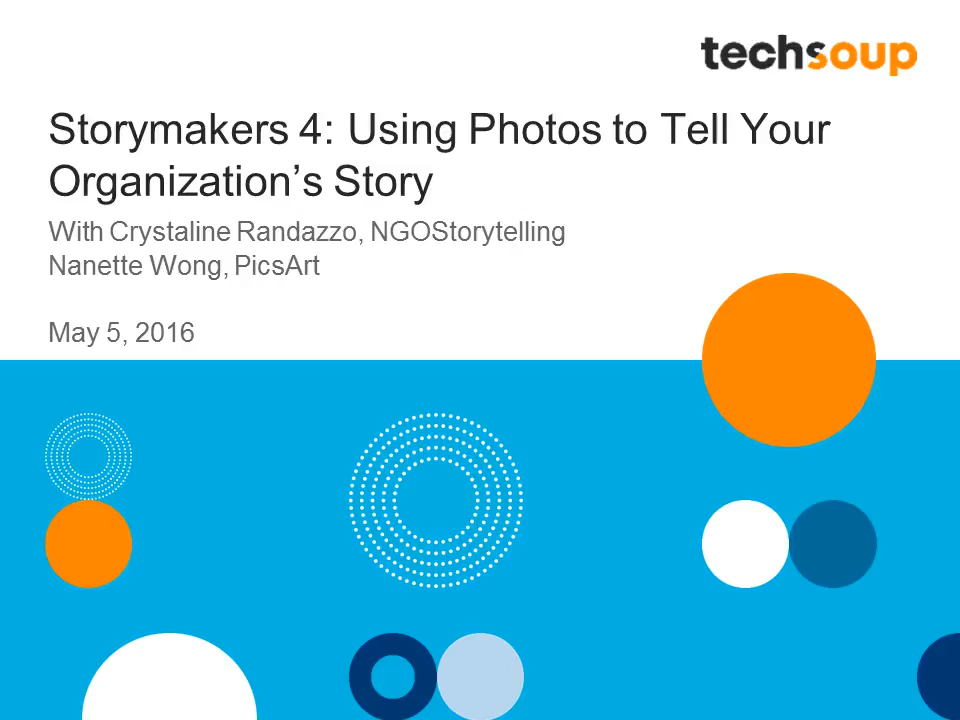 techsoup
Storymakers 4: Using Photos to Tell Your
Organization’s Story
With Crystaline Randazzo, NGOStorytelling
Nanette Wong, PicsArt
May 5, 2016